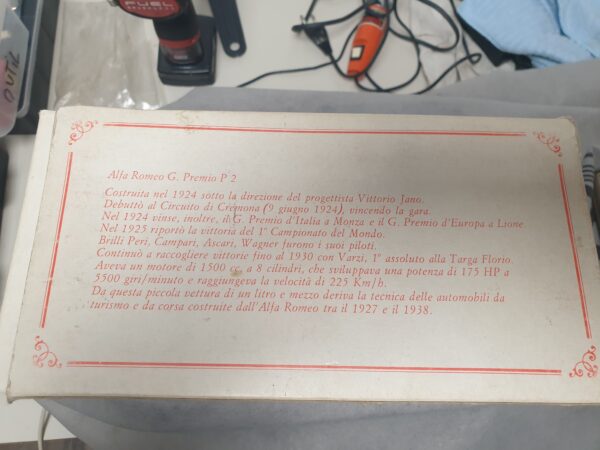 FUEL
OUTIL
Alfa Romeo G. Premio P 2
Costruita nel 1924 sotto la direzione del progettista Vittorio Jano.
Debuttò al Circuito di Cremona (9 giugno 1924), vincendo la gara.
Nel 1924 vinse, inoltre, il G. Premio d'Italia a Monza e il G. Premio d'Europa a Lione.
Nel 1925 riportò la vittoria del 1° Campionato del Mondo.
Brilli Peri, Campari, Ascari, Wagner furono i suoi piloti.
Continuò a raccogliere vittorie fino al 1930 con Varzi, 1° assoluto alla Targa Florio.
Aveva un motore di 1500 a 8 cilindri, che sviluppava una potenza di 175 HP a
5500 giri/minuto e raggiungeva la velocità di 225 Km/h.
Da questa piccola vettura di un litro e mezzo deriva la tecnica delle automobili da
turismo e da corsa costruite dall'Alfa Romeo tra il 1927 e il 1938.